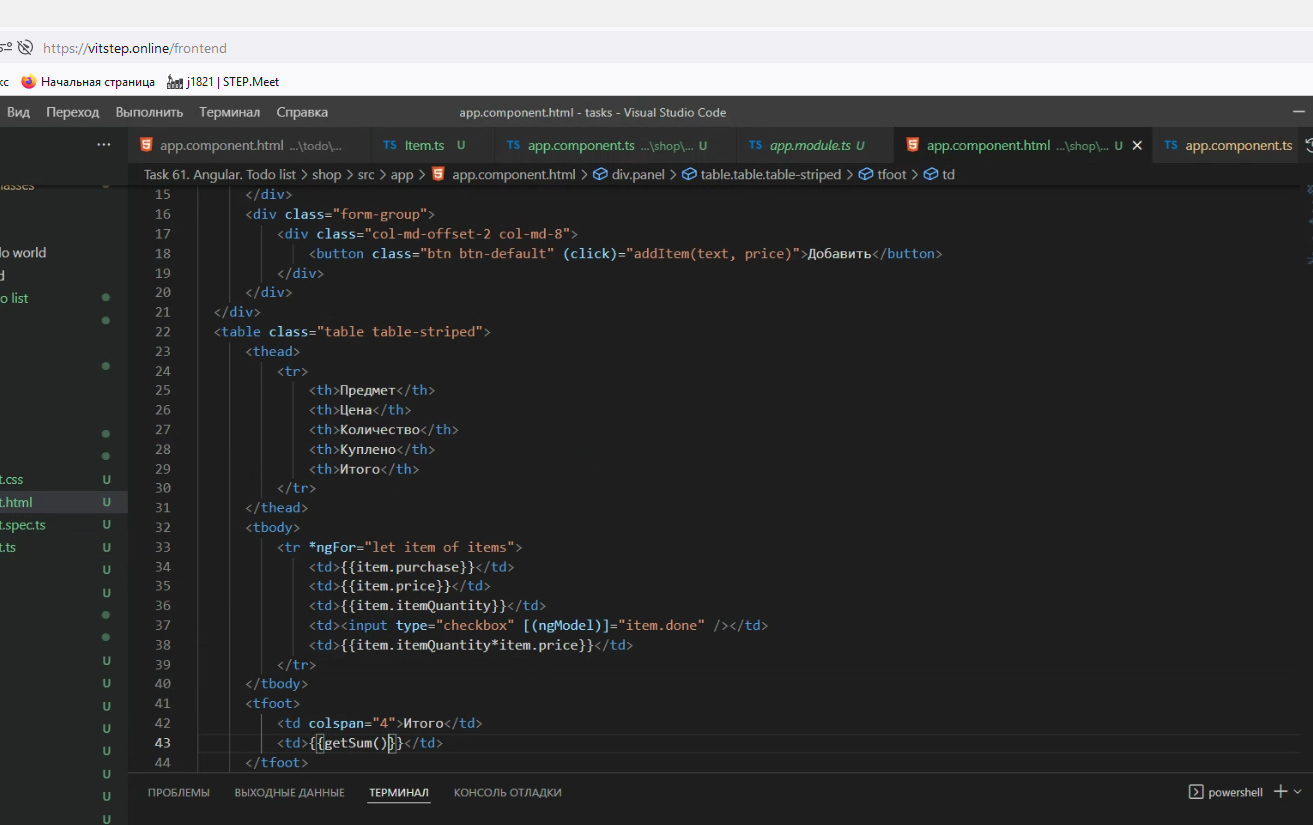 https://vitstep.online/frontend
кс Начальная страница j1821 | STEP.Meet
Вид Переход Выполнить Терминал Справка app.component.html - tasks - Visual Studio Code
app.component.html ...\todo\... TS Item.ts U TS app.component.ts ...\shop\... U TS app.module.ts U app.component.html ...\shop\... U TS app.component.ts
Task 61. Angular. Todo list > shop > src > app > app.component.html > div.panel > table.table.table-striped > tfoot > td
15 </div>
16 <div class="form-group">
17 <div class="col-md-offset-2 col-md-8">
18 <button class="btn btn-default" (click)="addItem(text, price)">Добавить</button>
19 </div>
20 </div>
21 </div>
22 <table class="table table-striped">
23 <thead>
24 <tr>
25 <th>Предмет</th>
26 <th>Цена</th>
27 <th>Количество</th>
28 <th>Куплено</th>
29 <th>Итого</th>
30 </tr>
31 </thead>
32 <tbody>
33 <tr *ngFor="let item of items">
34 <td>{{item.purchase}}</td>
35 <td>{{item.price}}</td>
36 <td>{{item.itemQuantity}}</td>
37 <td><input type="checkbox" [(ngModel)]="item.done" /></td>
38 <td>{{item.itemQuantity*item.price}}</td>
39 </tr>
40 </tbody>
41 <tfoot>
42 <td colspan="4">Итого</td>
43 <td>{{getSum()}}</td>
44 </tfoot>
lo world
d
o list
t.css U
t.html U
t.spec.ts U
t.ts U
U
U
U
U
U
U
U
U
U
U
ПРОБЛЕМЫ ВЫХОДНЫЕ ДАННЫЕ ТЕРМИНАЛ КОНСОЛЬ ОТЛАДКИ powershell